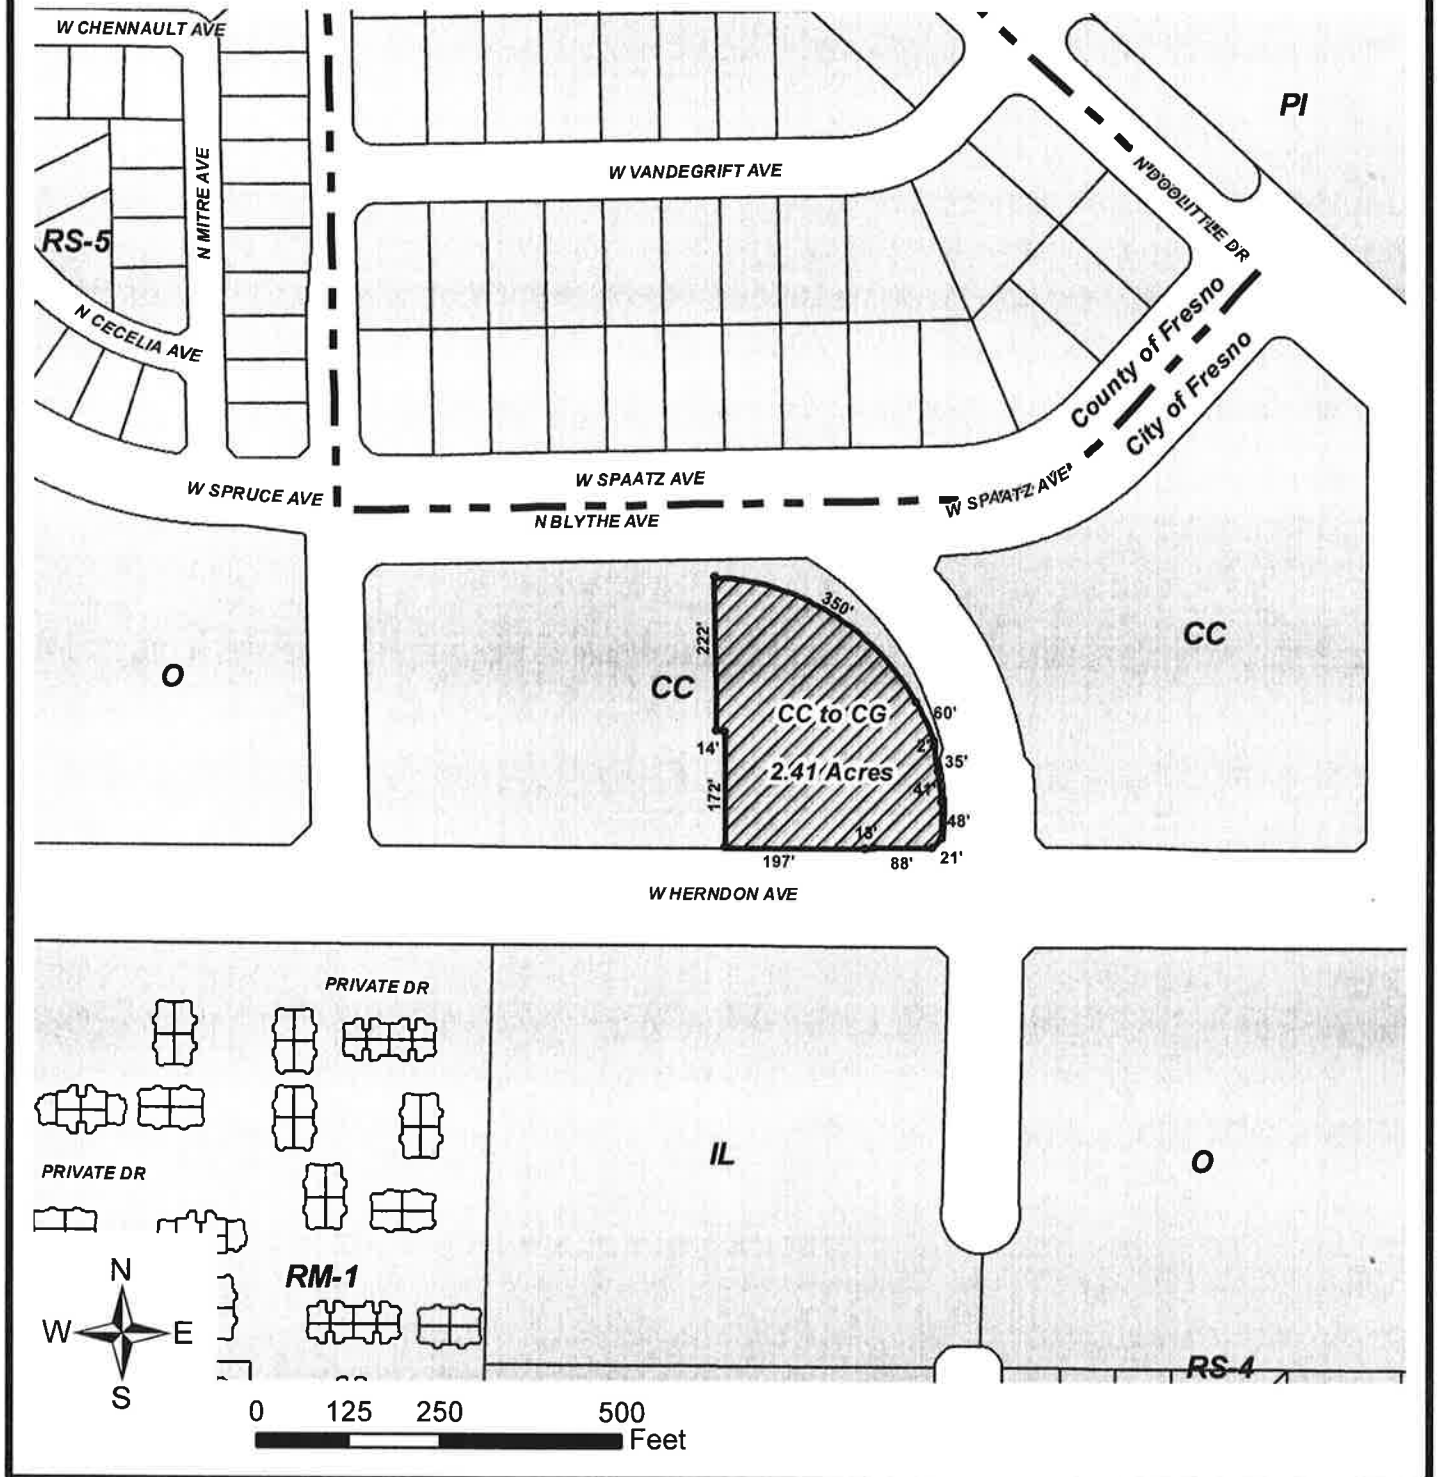 W CHENNAULT AVE
PI
N MITRE AVE
W VANDEGRIFT AVE
N DOOLITTLE DR
RS-5
N CECELIA AVE
County of Fresno
City of Fresno
W SPRUCE AVE
W SPAATZ AVE
W SPAATZ AVE
N BLYTHE AVE
350'
222'
CC
O
CC
CC to CG
60'
14'
2'
35'
2.41 Acres
172'
41'
48'
15'
197'
88'
21'
W HERNDON AVE
PRIVATE DR
IL
O
PRIVATE DR
RM-1
N
W
E
S
RS-4
0 125 250 500
Feet